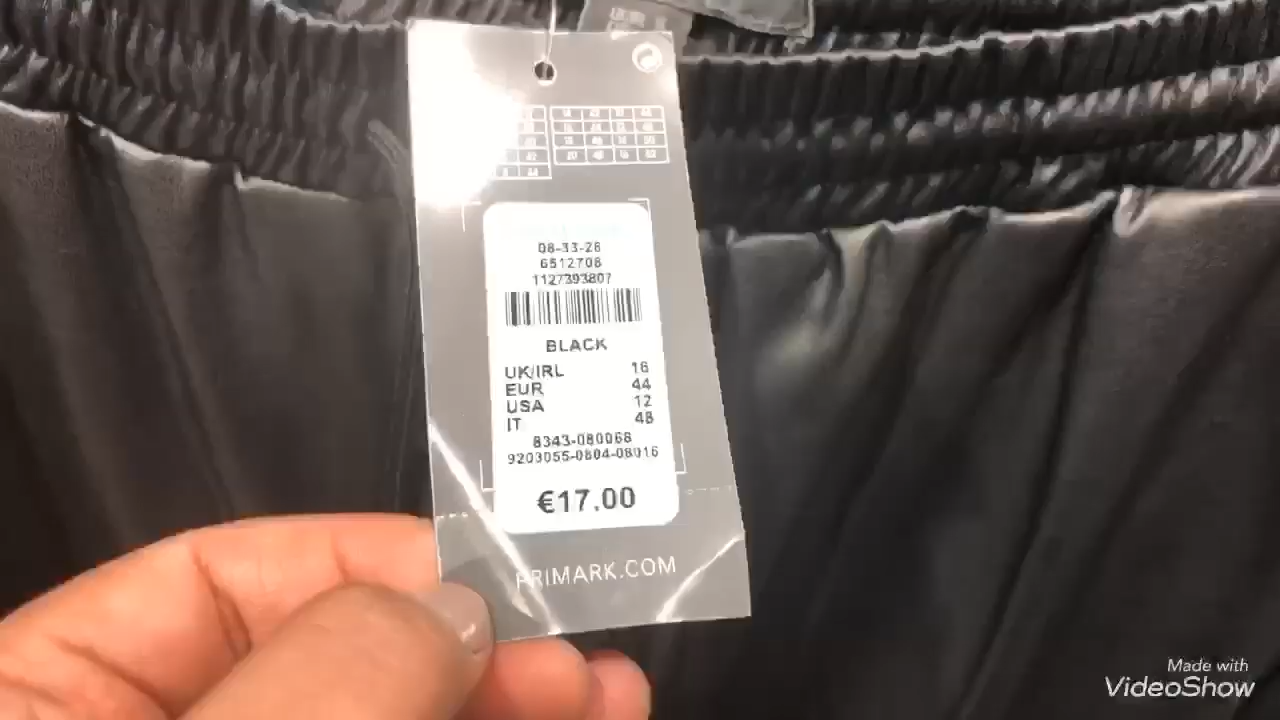 08-33-28
6512708
1127393807
BLACK
UK/IRL 16
EUR 44
USA 12
IT 48
8343-080068
9203055-0804-08016
€17.00
PRIMARK.COM
Made with
VideoShow